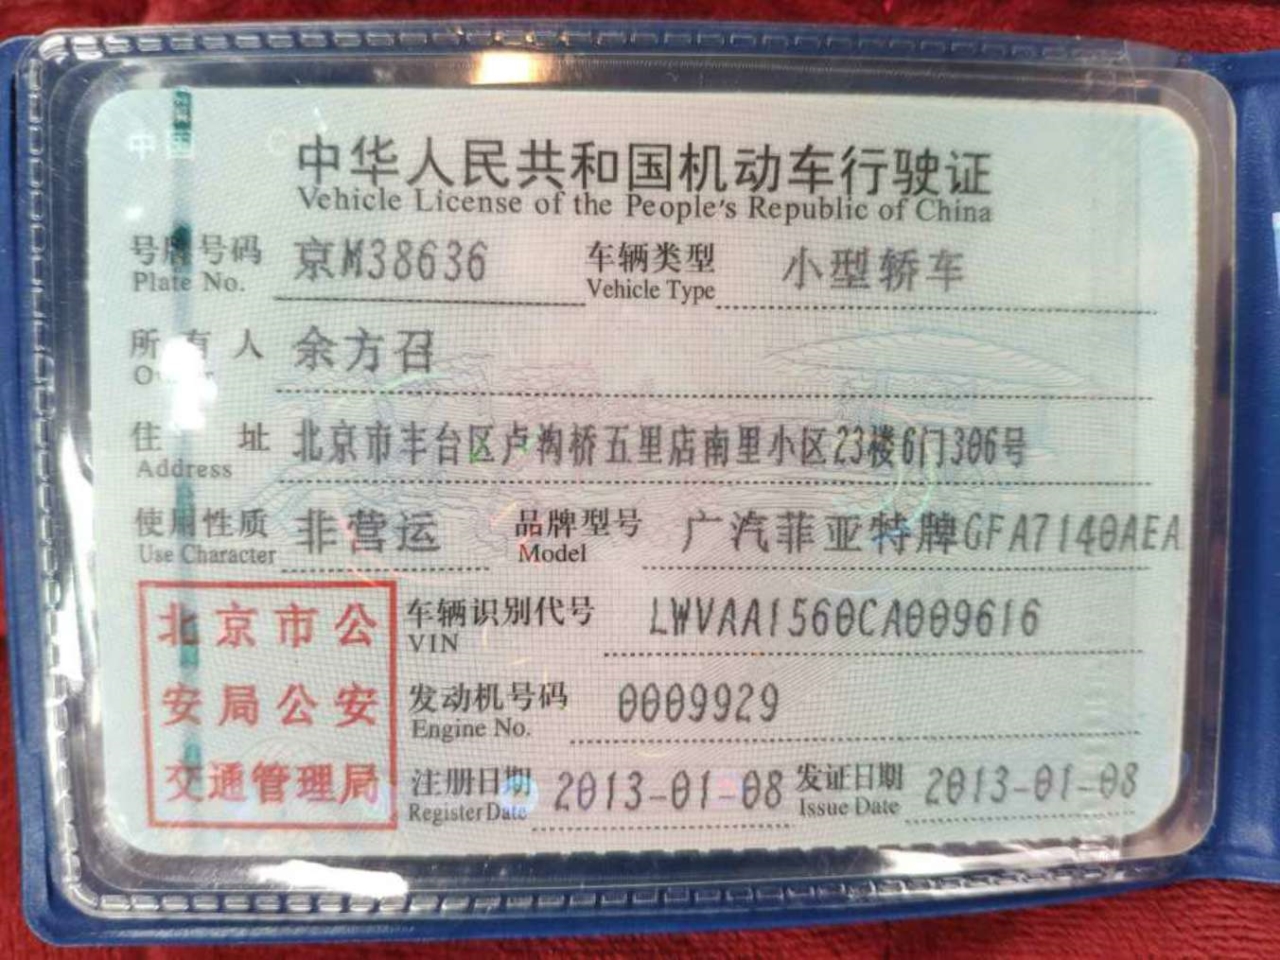 中国
中华人民共和国机动车行驶证
Vehicle License of the People's Republic of China
号牌号码 京M38636 车辆类型 小型轿车
Plate No. Vehicle Type
所有人 余方召
Owner
住址 北京市丰台区卢沟桥五里店南里小区23楼6门306号
Address
使用性质 非营运 品牌型号 广汽菲亚特牌GFA7140AEA
Use Character Model
北京市公
安局公安
交通管理局
车辆识别代号 LWVAA1560CA009616
VIN
发动机号码 0009929
Engine No.
注册日期 2013-01-08 发证日期 2013-01-08
Register Date Issue Date